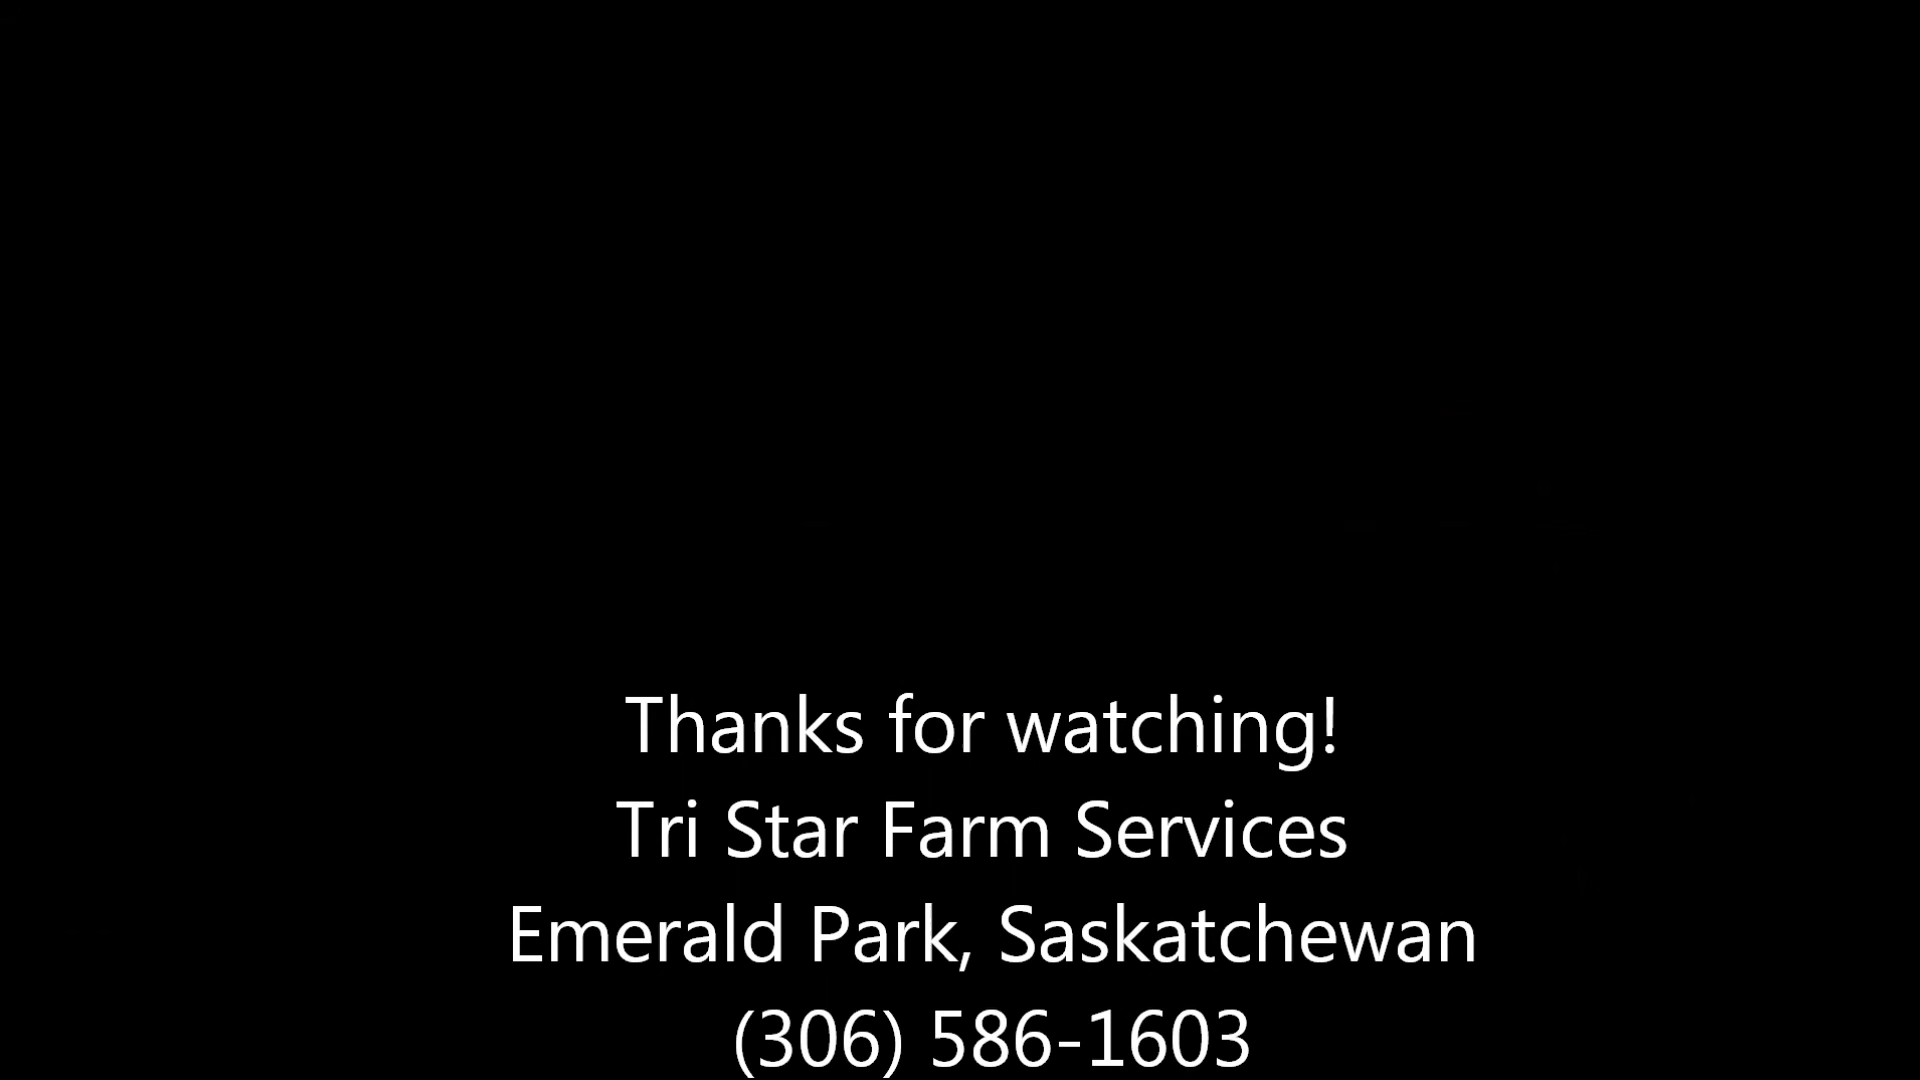 Thanks for watching!
Tri Star Farm Services
Emerald Park, Saskatchewan
(306) 586-1603